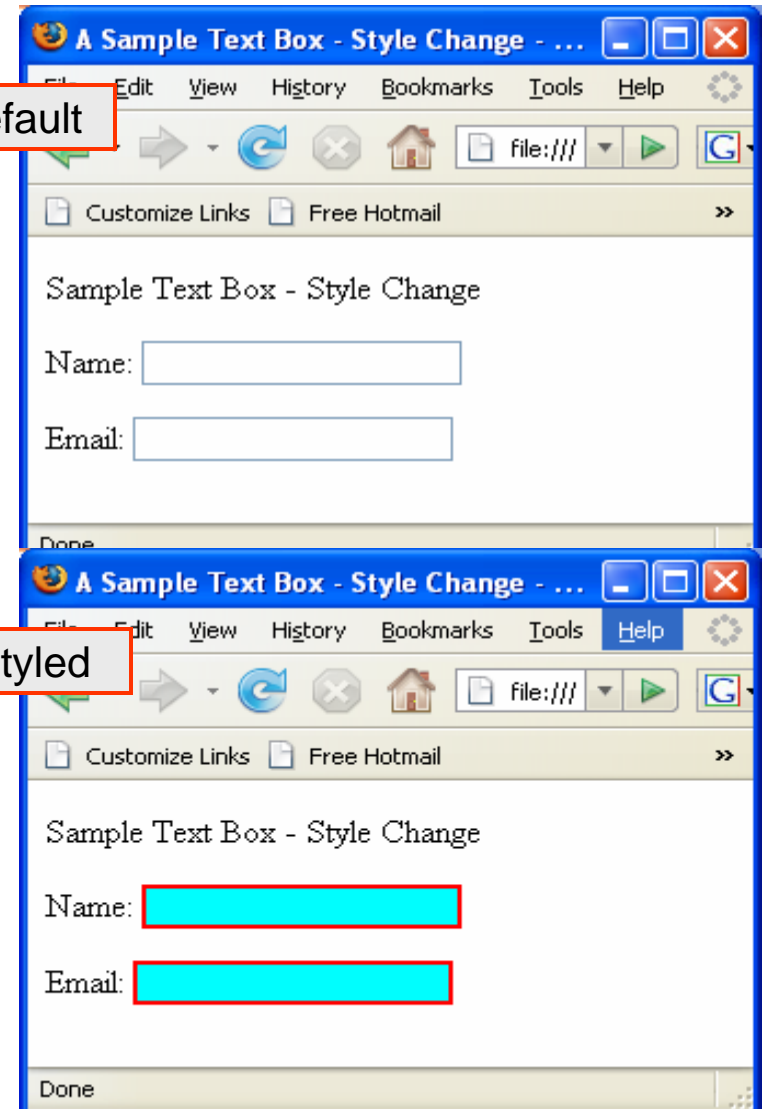 A Sample Text Box - Style Change - ...
Edit View History Bookmarks Tools Help
efault
file:///
G
Customize Links Free Hotmail »
Sample Text Box - Style Change
Name:
Email:
Done
A Sample Text Box - Style Change - ...
Edit View History Bookmarks Tools Help
tyled
file:///
G
Customize Links Free Hotmail »
Sample Text Box - Style Change
Name:
Email:
Done